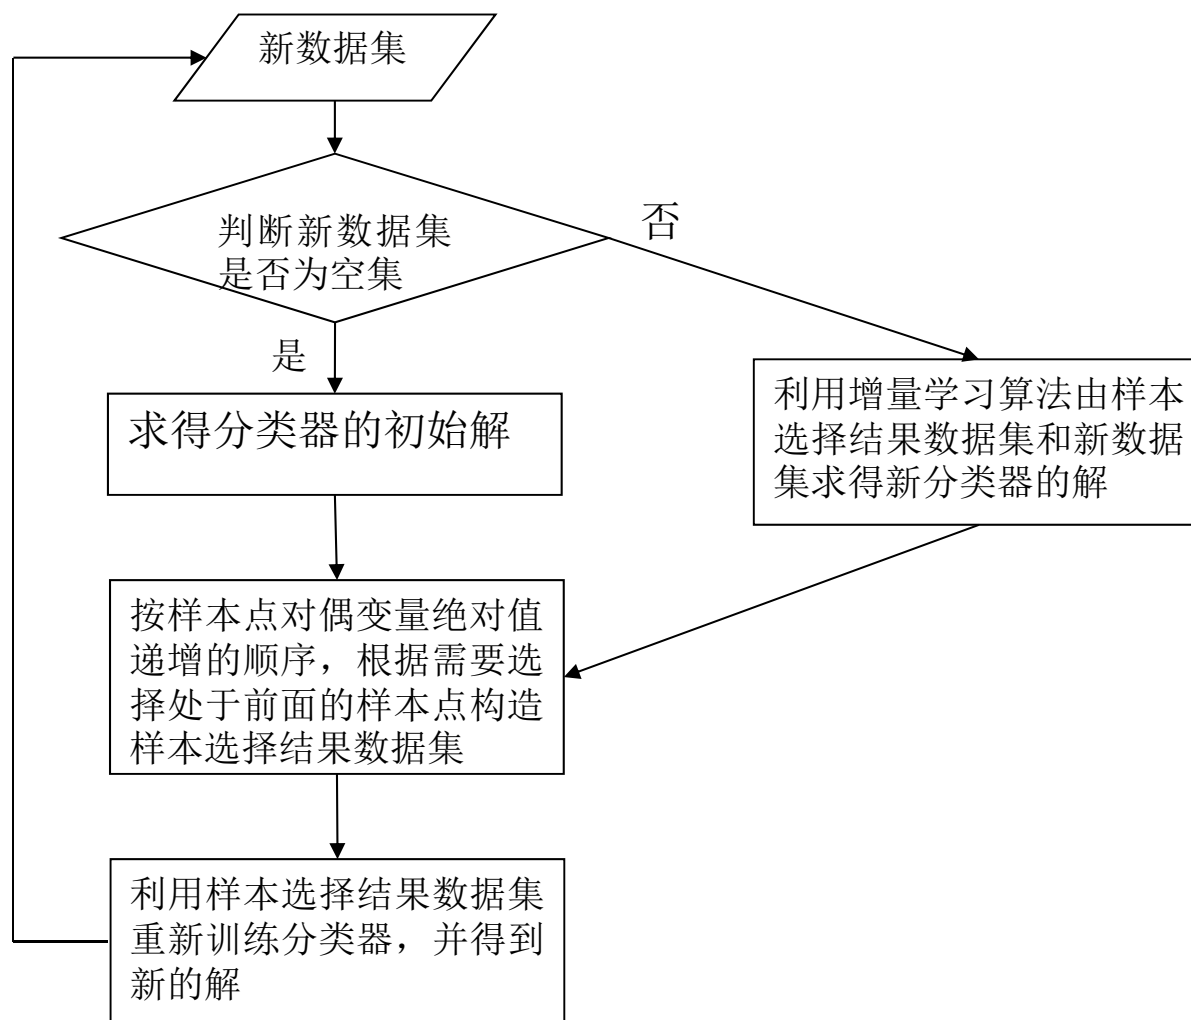 新数据集
判断新数据集
是否为空集
否
是
求得分类器的初始解
利用增量学习算法由样本
选择结果数据集和新数据
集求得新分类器的解
按样本点对偶变量绝对值
递增的顺序，根据需要选
择处于前面的样本点构造
样本选择结果数据集
利用样本选择结果数据集
重新训练分类器，并得到
新的解